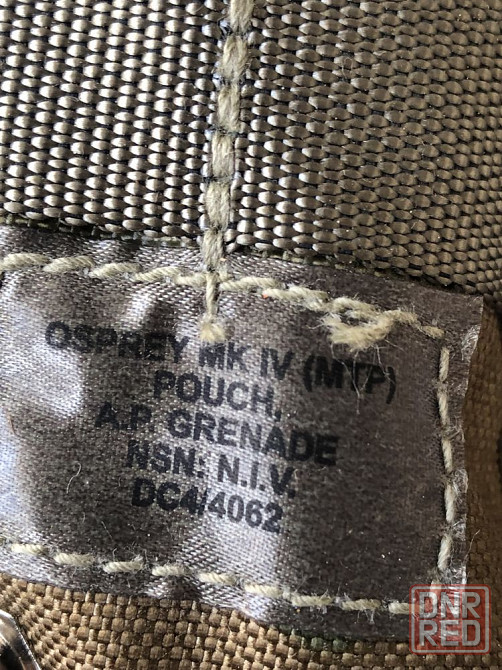 OSPREY MK IV (MTP)
POUCH,
A.P. GRENADE
NSN: N.I.V.
DC4/4062
DNR
RED